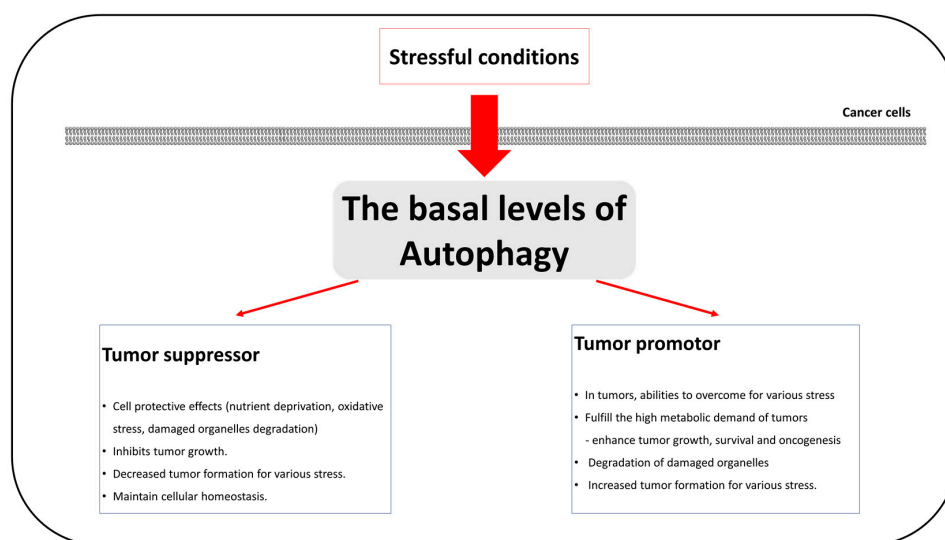 Stressful conditions
Cancer cells
The basal levels of
Autophagy
Tumor suppressor
• Cell protective effects (nutrient deprivation, oxidative
stress, damaged organelles degradation)
• Inhibits tumor growth.
• Decreased tumor formation for various stress.
• Maintain cellular homeostasis.
Tumor promotor
• In tumors, abilities to overcome for various stress
• Fulfill the high metabolic demand of tumors
- enhance tumor growth, survival and oncogenesis
• Degradation of damaged organelles
• Increased tumor formation for various stress.